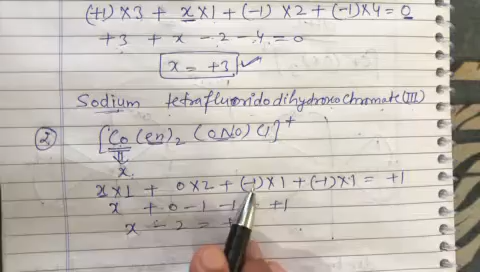 (+1)×3 + x×1 + (-1)×2 + (-1)×4 = 0
+3 + x - 2 - 4 = 0
x = +3
Sodium tetrafluoridodihydroxochromate(III)
② [Co(en)₂(ONO)Cl]⁺
x
x×1 + 0×2 + (-1)×1 + (-1)×1 = +1
x + 0 - 1 - 1 = +1
x - 2 =